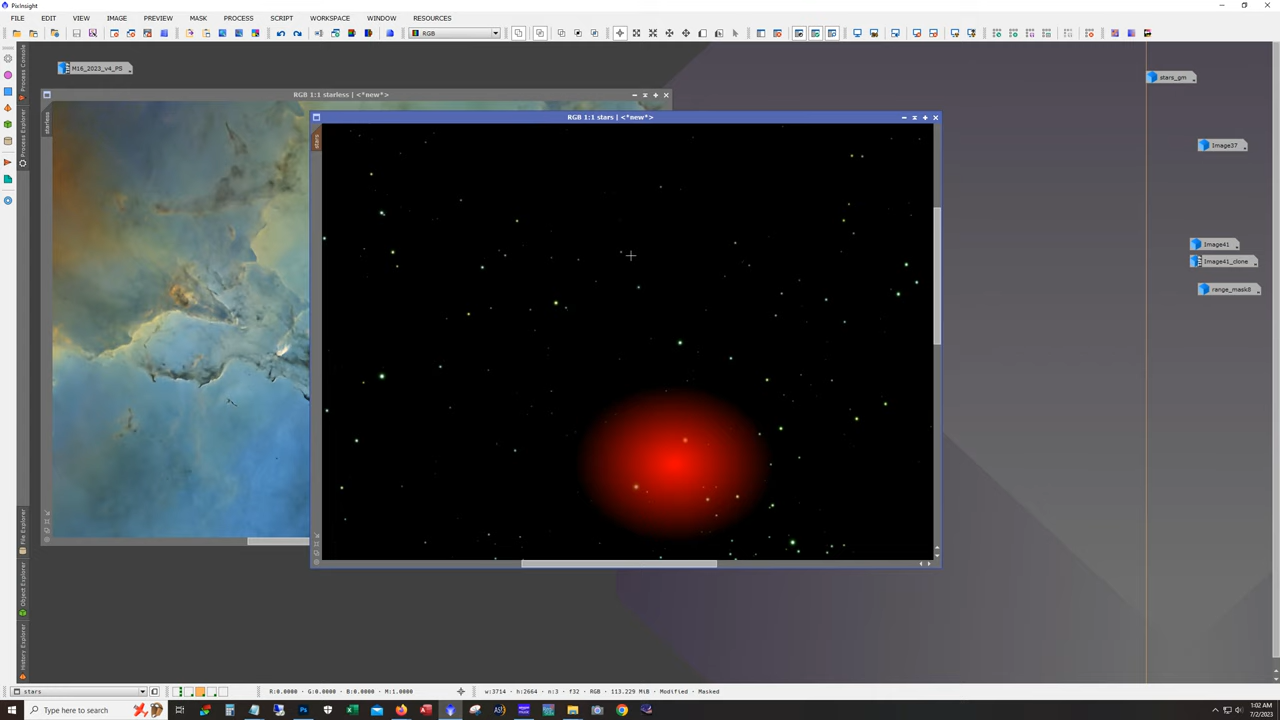 PixInsight
FILE EDIT VIEW IMAGE PREVIEW MASK PROCESS SCRIPT WORKSPACE WINDOW RESOURCES
RGB
M16_2023_v4_PS
stars_gm
RGB 1:1 starless | <*new*>
RGB 1:1 stars | <*new*>
starless
stars
Image37
Image41
Image41_clone
range_mask8
Process Console
Process Explorer
File Explorer
Object Explorer
History Explorer
stars
R:0.0000 · G:0.0000 · B:0.0000 · M:1.0000
w:3714 · h:2664 · n:3 · f32 · RGB · 113.229 MiB · Modified · Masked
Type here to search
1:02 AM
7/2/2023